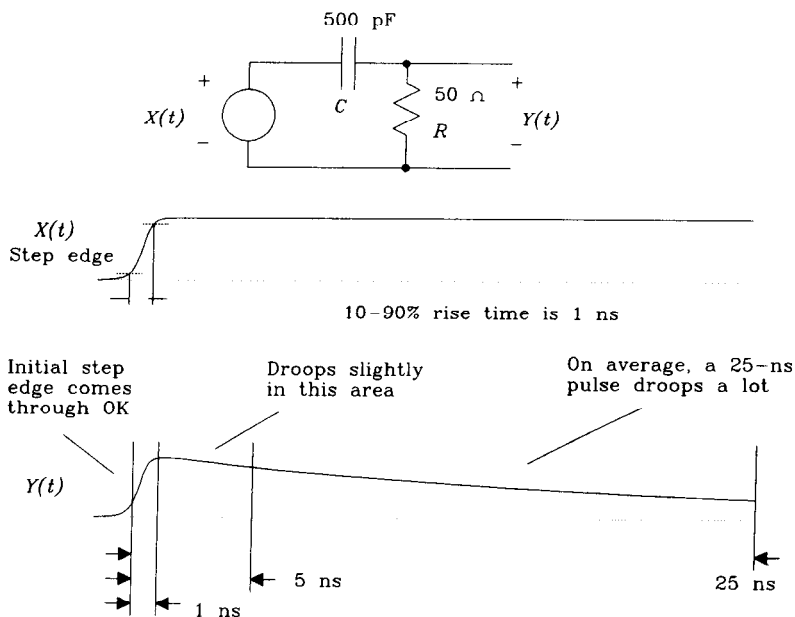 500 pF
+
50 Ω
+
X(t)
C
R
Y(t)
−
−
X(t)
Step edge
10-90% rise time is 1 ns
Initial step
edge comes
through OK
Droops slightly
in this area
On average, a 25-ns
pulse droops a lot
Y(t)
5 ns
25 ns
1 ns